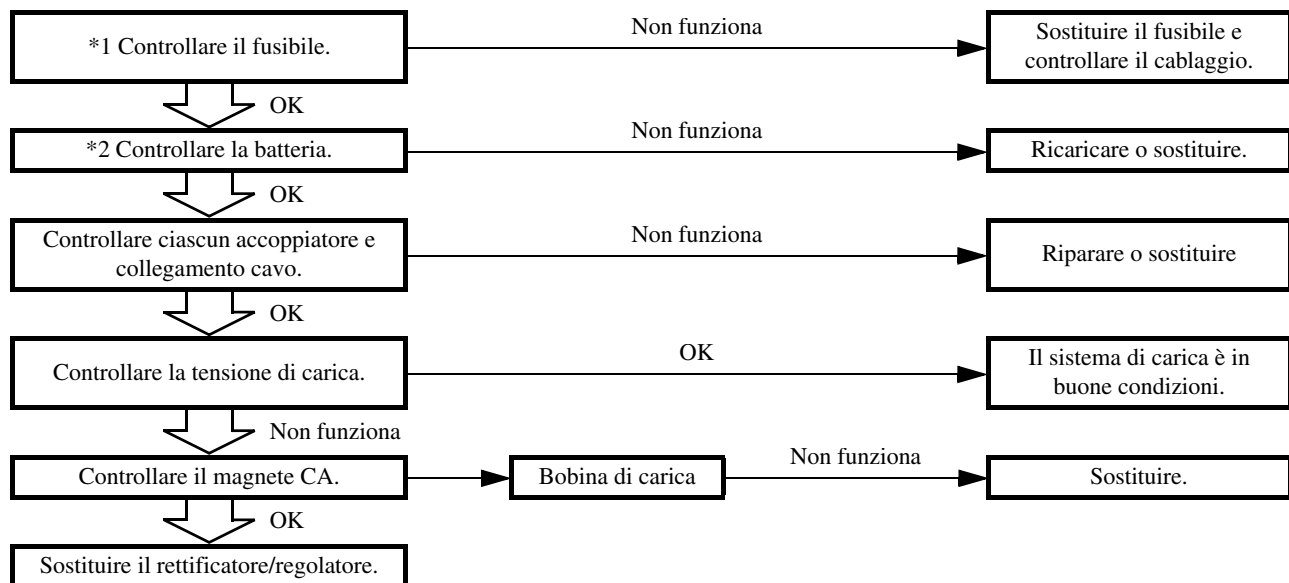 *1 Controllare il fusibile.
Non funziona
Sostituire il fusibile e
controllare il cablaggio.
OK
*2 Controllare la batteria.
Non funziona
Ricaricare o sostituire.
OK
Controllare ciascun accoppiatore e
collegamento cavo.
Non funziona
Riparare o sostituire
OK
Controllare la tensione di carica.
OK
Il sistema di carica è in
buone condizioni.
Non funziona
Controllare il magnete CA.
Bobina di carica
Non funziona
Sostituire.
OK
Sostituire il rettificatore/regolatore.